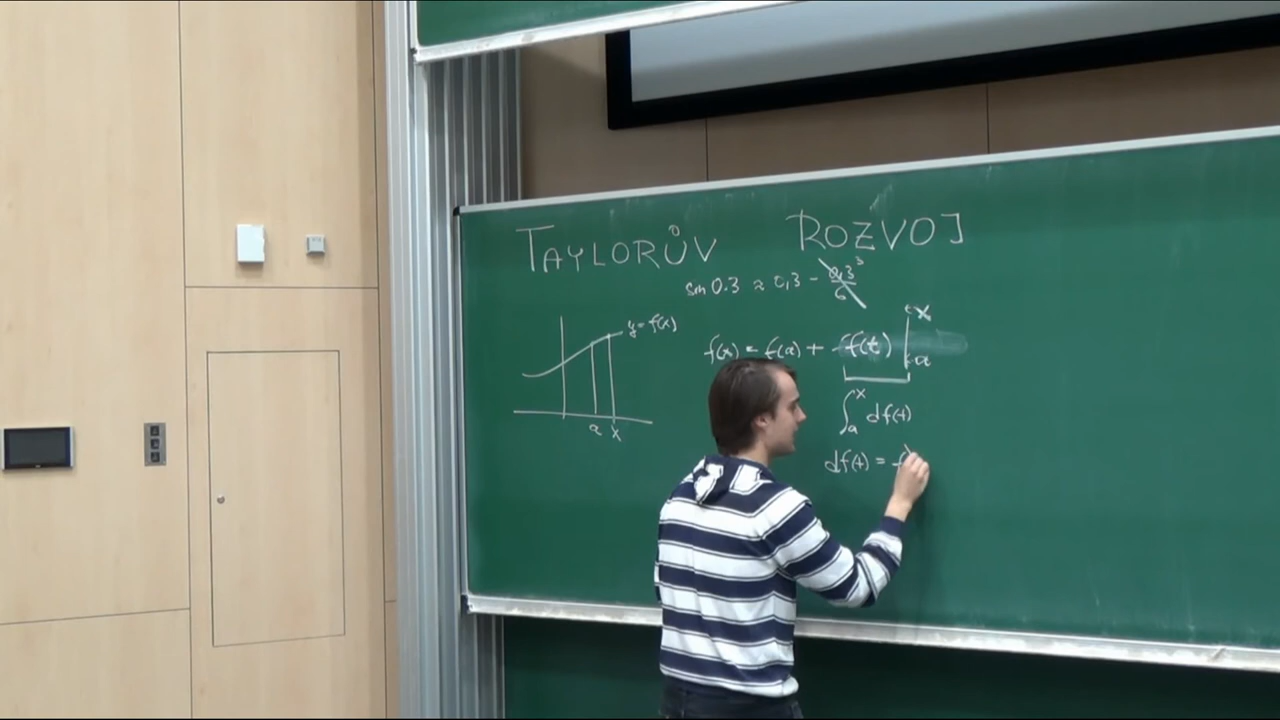 TAYLORŮV ROZVOJ
sin 0.3 ≈ 0,3 - 0,3³/6
y = f(x)
f(x) = f(a) + f(t) |ₐˣ
a x
∫ₐˣ df(t)
df(t) = f'